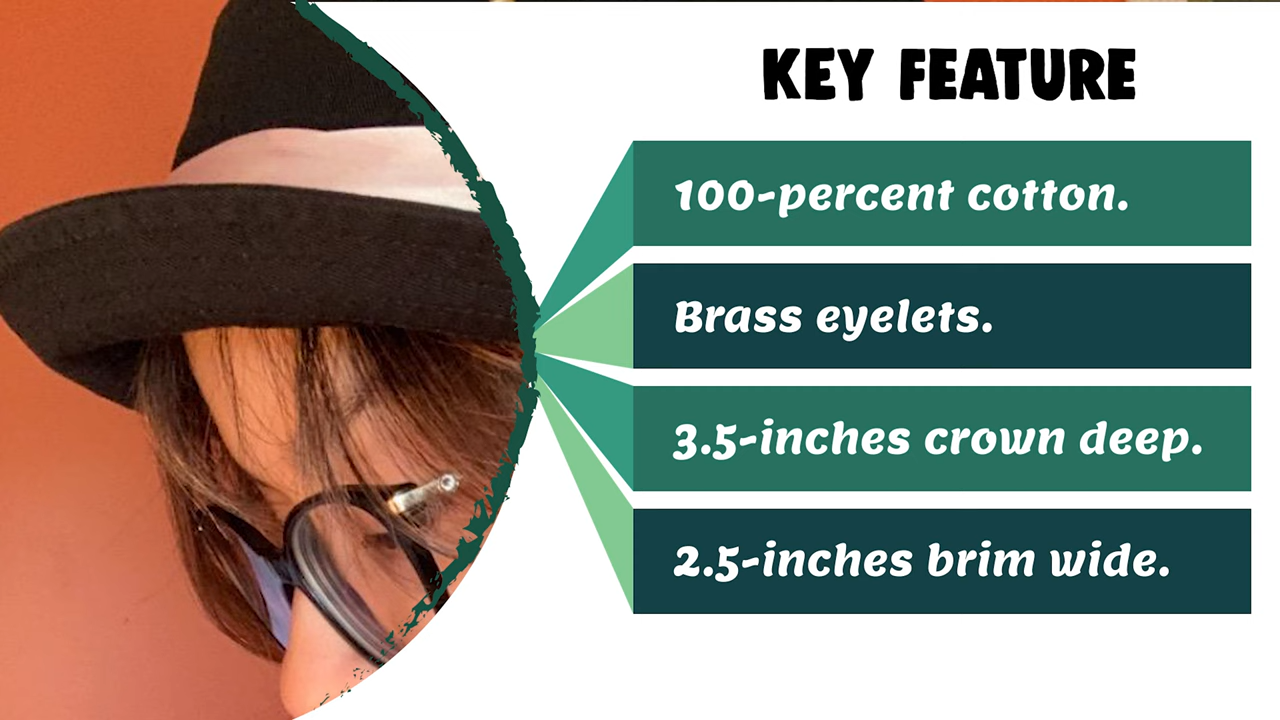 KEY FEATURE
100-percent cotton.
Brass eyelets.
3.5-inches crown deep.
2.5-inches brim wide.